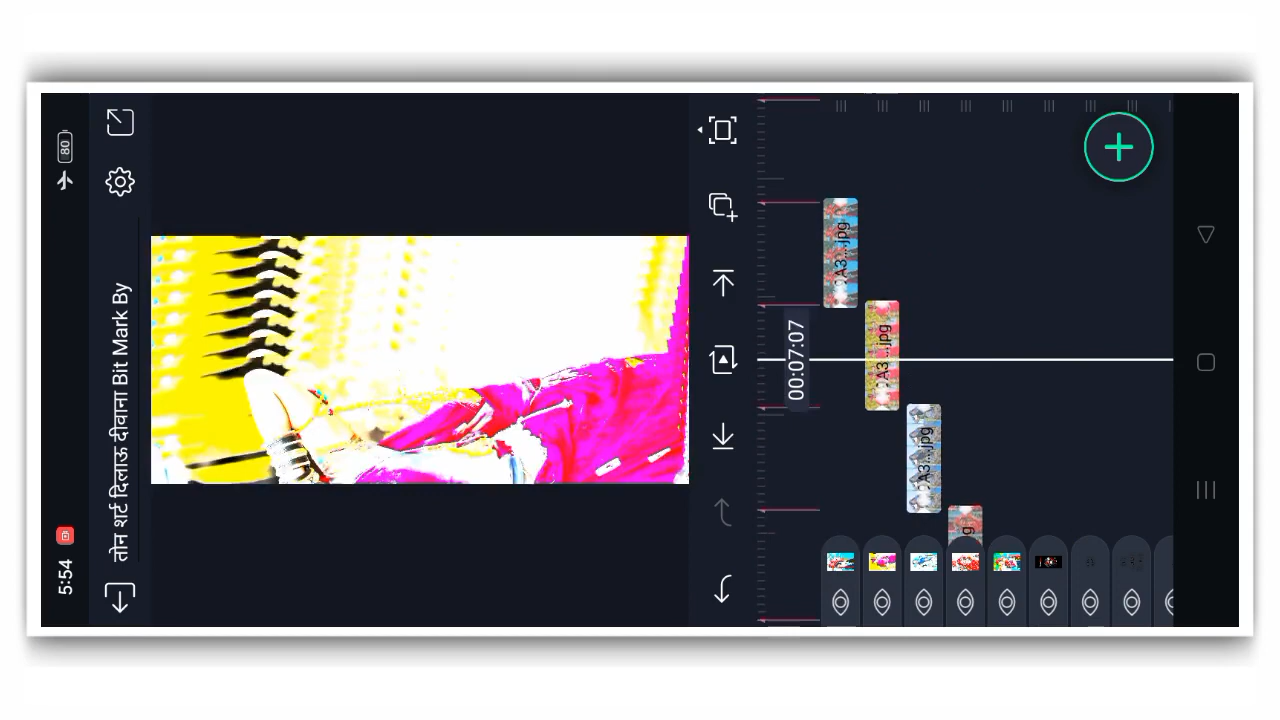 5:54
80
तोन शर्ट दिलाऊ दीवाना Bit Mark By
00:07:07
A3...jpg
A3...jpg
A3...jpg
g